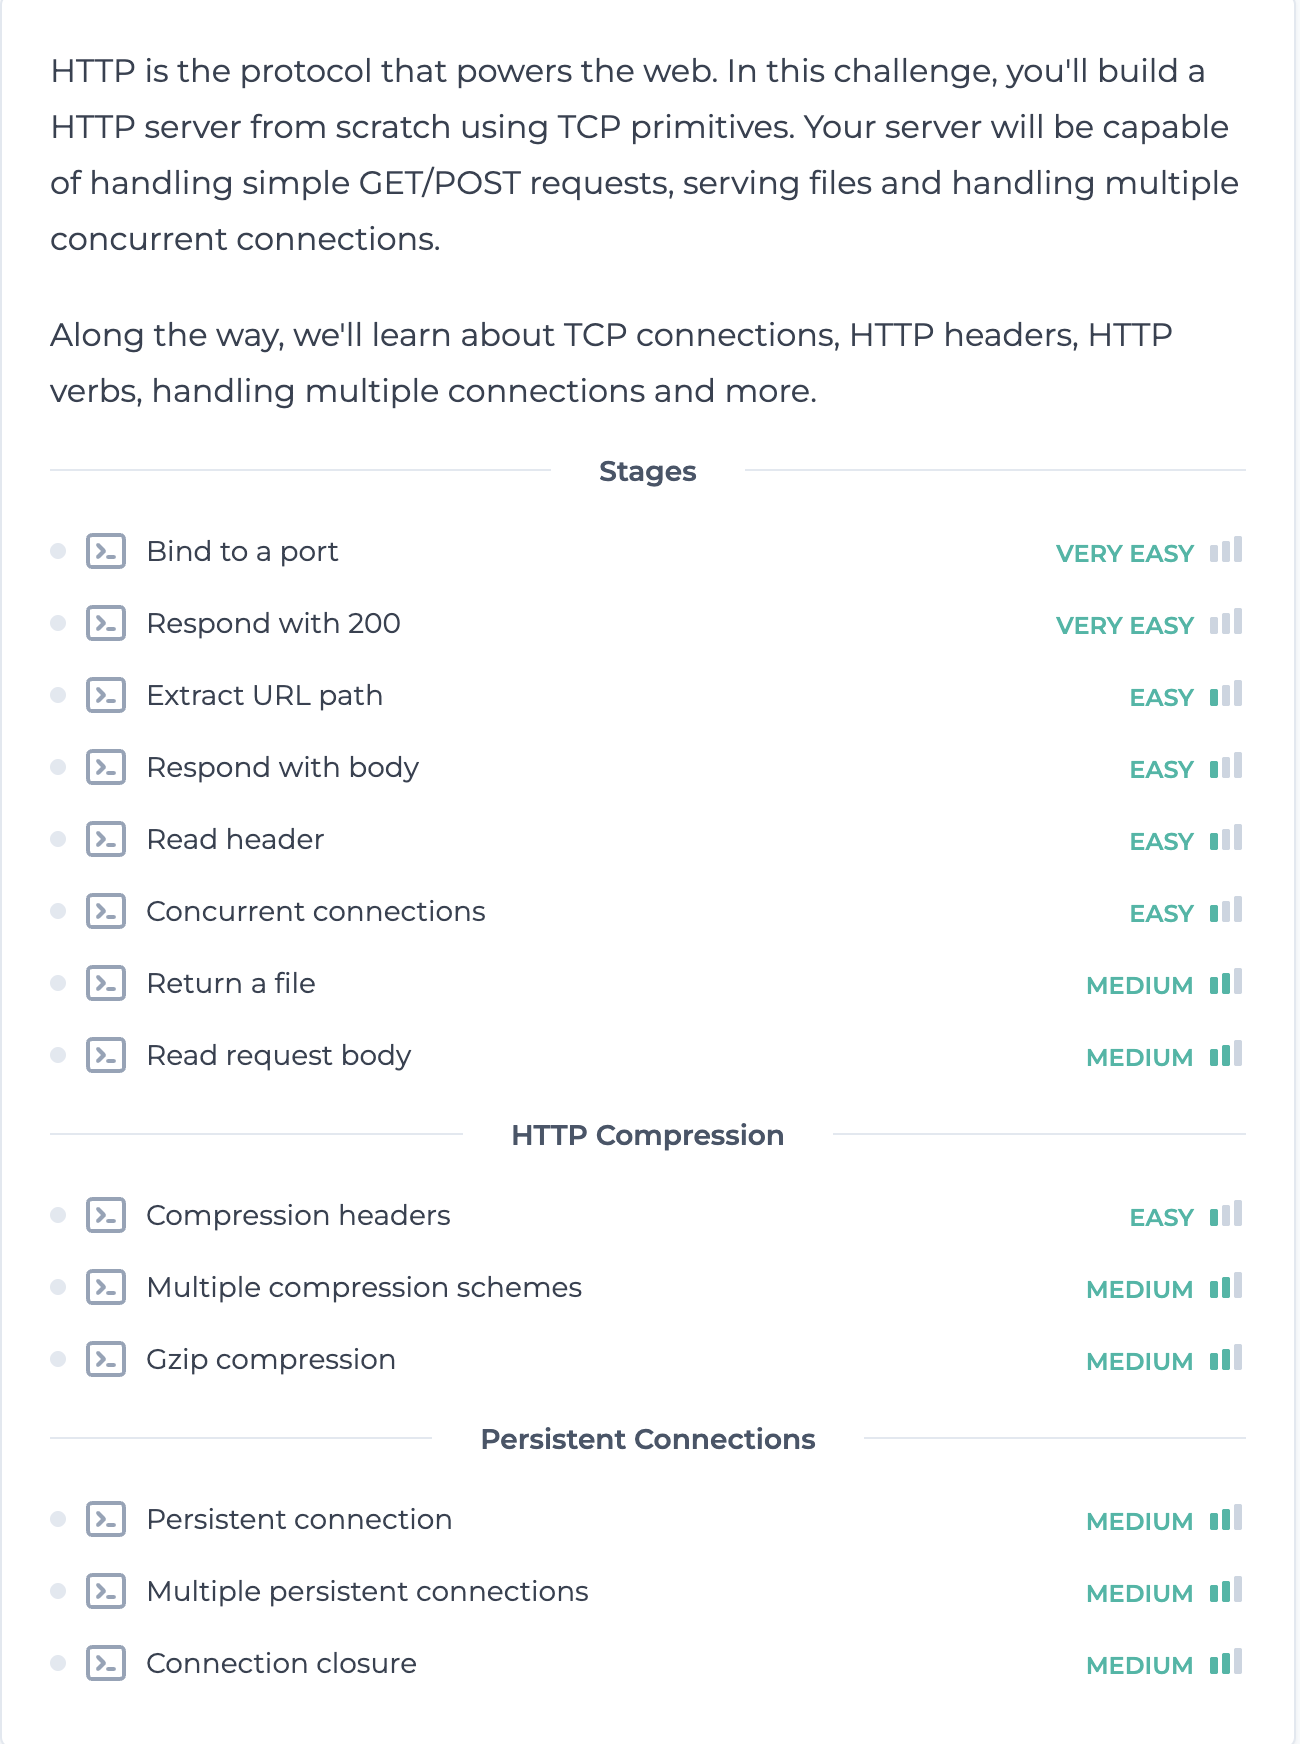 HTTP is the protocol that powers the web. In this challenge, you'll build a
HTTP server from scratch using TCP primitives. Your server will be capable
of handling simple GET/POST requests, serving files and handling multiple
concurrent connections.
Along the way, we'll learn about TCP connections, HTTP headers, HTTP
verbs, handling multiple connections and more.
Stages
Bind to a port VERY EASY
Respond with 200 VERY EASY
Extract URL path EASY
Respond with body EASY
Read header EASY
Concurrent connections EASY
Return a file MEDIUM
Read request body MEDIUM
HTTP Compression
Compression headers EASY
Multiple compression schemes MEDIUM
Gzip compression MEDIUM
Persistent Connections
Persistent connection MEDIUM
Multiple persistent connections MEDIUM
Connection closure MEDIUM